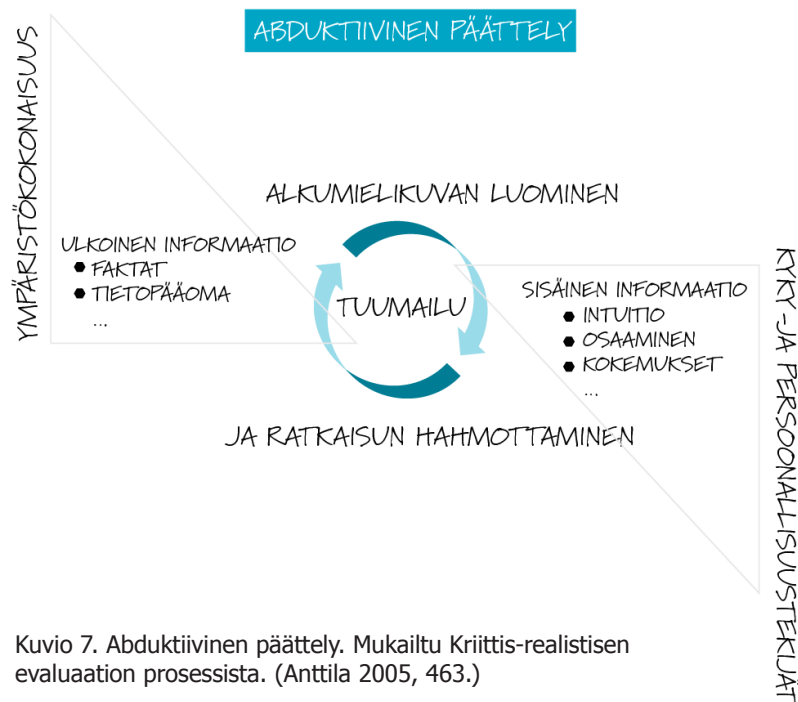 ABDUKTIIVINEN PÄÄTTELY
YMPÄRISTÖKOKONAISUUS
ALKUMIELIKUVAN LUOMINEN
ULKOINEN INFORMAATIO
● FAKTAT
● TIETOPÄÄOMA
...
TUUMAILU
SISÄINEN INFORMAATIO
● INTUITIO
● OSAAMINEN
● KOKEMUKSET
...
KYKY -JA PERSOONALLISUUSTEKIJÄT
JA RATKAISUN HAHMOTTAMINEN
Kuvio 7. Abduktiivinen päättely. Mukailtu Kriittis-realistisen
evaluaation prosessista. (Anttila 2005, 463.)